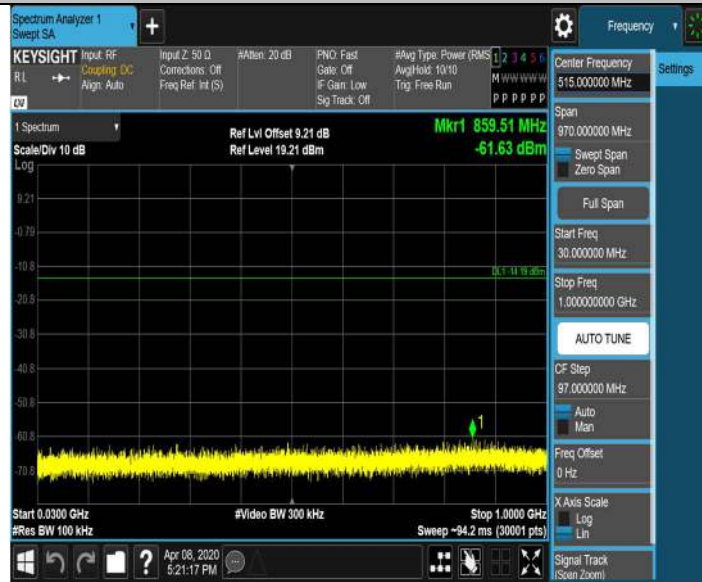 Spectrum Analyzer 1
Swept SA
+
Frequency
KEYSIGHT
RL
Input: RF
Coupling: DC
Align: Auto
Input Z: 50 Ω
Corrections: Off
Freq Ref: Int (S)
#Atten: 20 dB
PNO: Fast
Gate: Off
IF Gain: Low
Sig Track: Off
#Avg Type: Power (RMS
Avg|Hold: 10/10
Trig: Free Run
1 2 3 4 5 6
M W W W W W
P P P P P P
1 Spectrum
Scale/Div 10 dB
Log
Ref Lvl Offset 9.21 dB
Ref Level 19.21 dBm
Mkr1 859.51 MHz
-61.63 dBm
9.21
-0.79
-10.8
DL1 -14.19 dBm
-20.8
-30.8
-40.8
-50.8
1
-60.8
-70.8
Start 0.0300 GHz
#Res BW 100 kHz
#Video BW 300 kHz
Stop 1.0000 GHz
Sweep ~94.2 ms (30001 pts)
?
Apr 08, 2020
5:21:17 PM
Center Frequency
515.000000 MHz
Settings
Span
970.000000 MHz
Swept Span
Zero Span
Full Span
Start Freq
30.000000 MHz
Stop Freq
1.000000000 GHz
AUTO TUNE
CF Step
97.000000 MHz
Auto
Man
Freq Offset
0 Hz
X Axis Scale
Log
Lin
Signal Track
(Span Zoom)